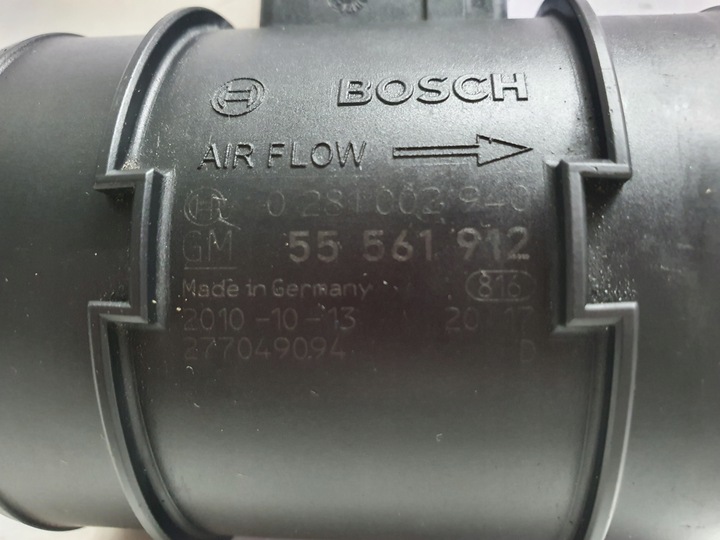 BOSCH
AIR FLOW
0 281 002 940
GM 55 561 912
Made in Germany 816
2010-10-13
277049094 D